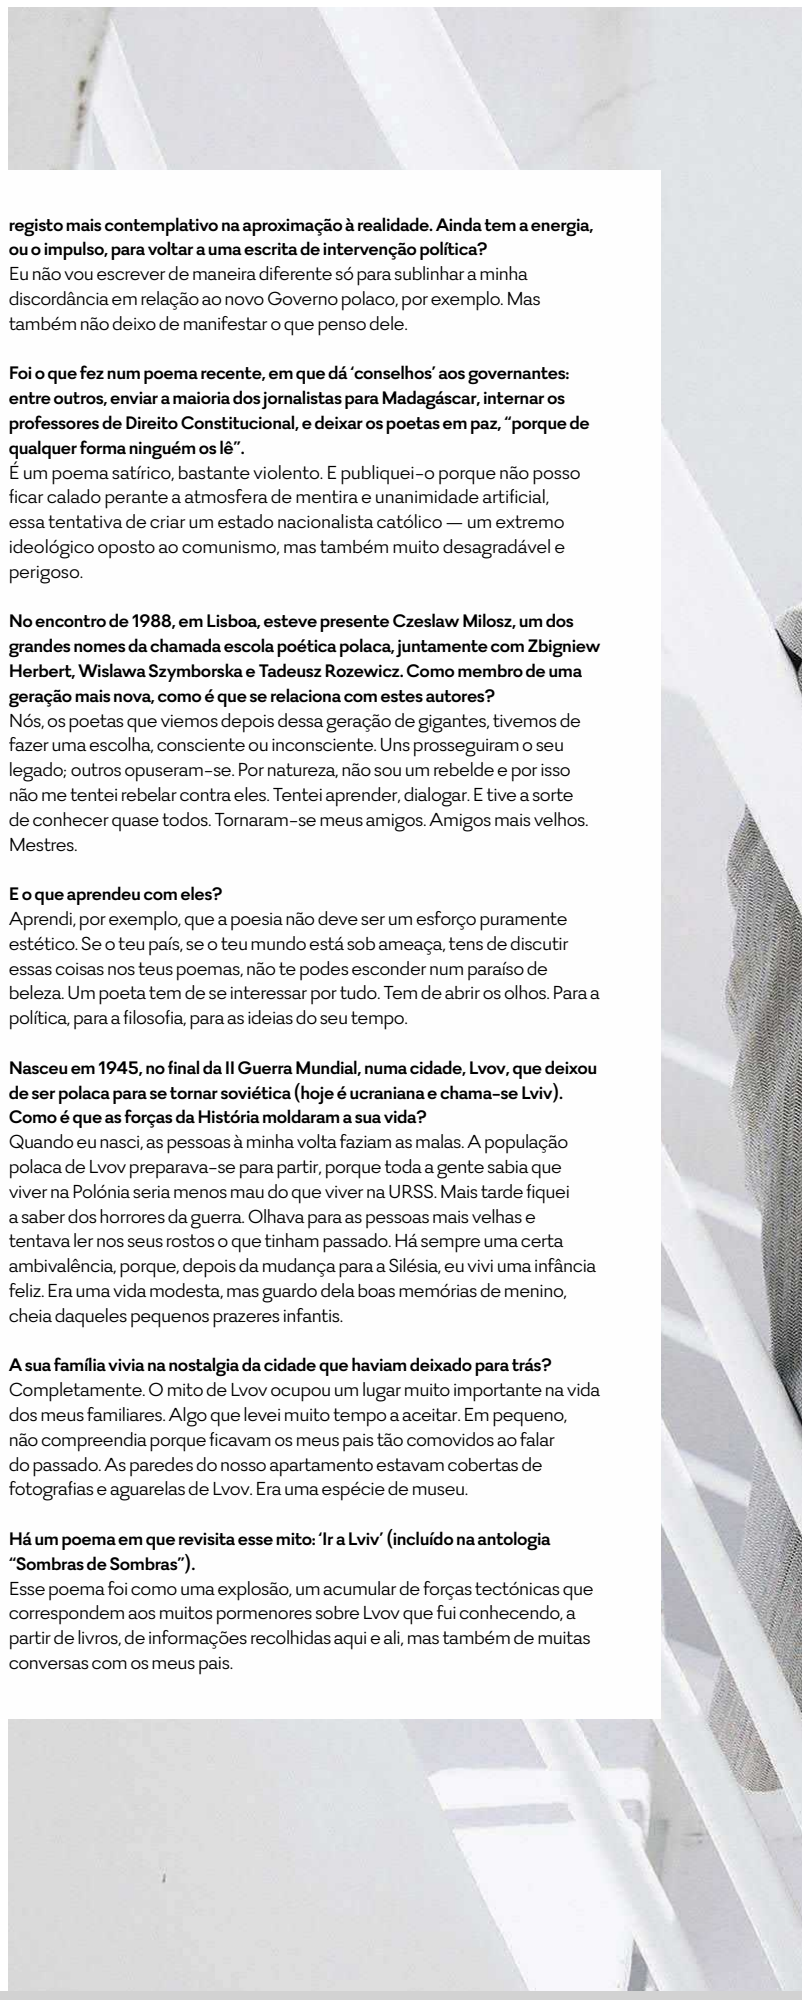 registo mais contemplativo na aproximação à realidade. Ainda tem a energia,
ou o impulso, para voltar a uma escrita de intervenção política?
Eu não vou escrever de maneira diferente só para sublinhar a minha
discordância em relação ao novo Governo polaco, por exemplo. Mas
também não deixo de manifestar o que penso dele.
Foi o que fez num poema recente, em que dá ‘conselhos’ aos governantes:
entre outros, enviar a maioria dos jornalistas para Madagáscar, internar os
professores de Direito Constitucional, e deixar os poetas em paz, “porque de
qualquer forma ninguém os lê”.
É um poema satírico, bastante violento. E publiquei-o porque não posso
ficar calado perante a atmosfera de mentira e unanimidade artificial,
essa tentativa de criar um estado nacionalista católico — um extremo
ideológico oposto ao comunismo, mas também muito desagradável e
perigoso.
No encontro de 1988, em Lisboa, esteve presente Czeslaw Milosz, um dos
grandes nomes da chamada escola poética polaca, juntamente com Zbigniew
Herbert, Wislawa Szymborska e Tadeusz Rozewicz. Como membro de uma
geração mais nova, como é que se relaciona com estes autores?
Nós, os poetas que viemos depois dessa geração de gigantes, tivemos de
fazer uma escolha, consciente ou inconsciente. Uns prosseguiram o seu
legado; outros opuseram-se. Por natureza, não sou um rebelde e por isso
não me tentei rebelar contra eles. Tentei aprender, dialogar. E tive a sorte
de conhecer quase todos. Tornaram-se meus amigos. Amigos mais velhos.
Mestres.
E o que aprendeu com eles?
Aprendi, por exemplo, que a poesia não deve ser um esforço puramente
estético. Se o teu país, se o teu mundo está sob ameaça, tens de discutir
essas coisas nos teus poemas, não te podes esconder num paraíso de
beleza. Um poeta tem de se interessar por tudo. Tem de abrir os olhos. Para a
política, para a filosofia, para as ideias do seu tempo.
Nasceu em 1945, no final da II Guerra Mundial, numa cidade, Lvov, que deixou
de ser polaca para se tornar soviética (hoje é ucraniana e chama-se Lviv).
Como é que as forças da História moldaram a sua vida?
Quando eu nasci, as pessoas à minha volta faziam as malas. A população
polaca de Lvov preparava-se para partir, porque toda a gente sabia que
viver na Polónia seria menos mau do que viver na URSS. Mais tarde fiquei
a saber dos horrores da guerra. Olhava para as pessoas mais velhas e
tentava ler nos seus rostos o que tinham passado. Há sempre uma certa
ambivalência, porque, depois da mudança para a Silésia, eu vivi uma infância
feliz. Era uma vida modesta, mas guardo dela boas memórias de menino,
cheia daqueles pequenos prazeres infantis.
A sua família vivia na nostalgia da cidade que haviam deixado para trás?
Completamente. O mito de Lvov ocupou um lugar muito importante na vida
dos meus familiares. Algo que levei muito tempo a aceitar. Em pequeno,
não compreendia porque ficavam os meus pais tão comovidos ao falar
do passado. As paredes do nosso apartamento estavam cobertas de
fotografias e aguarelas de Lvov. Era uma espécie de museu.
Há um poema em que revisita esse mito: ‘Ir a Lviv’ (incluído na antologia
“Sombras de Sombras”).
Esse poema foi como uma explosão, um acumular de forças tectónicas que
correspondem aos muitos pormenores sobre Lvov que fui conhecendo, a
partir de livros, de informações recolhidas aqui e ali, mas também de muitas
conversas com os meus pais.